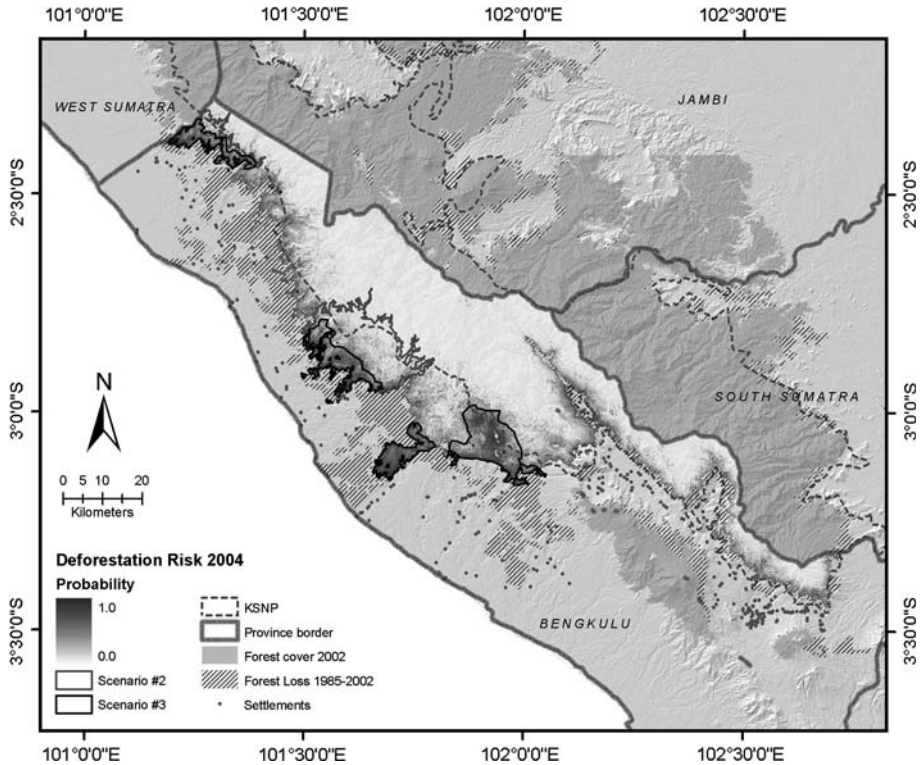 101°0'0"E
101°30'0"E
102°0'0"E
102°30'0"E
WEST SUMATRA
JAMBI
2°30'0"S
2°30'0"S
SOUTH SUMATRA
3°0'0"S
3°0'0"S
N
0 5 10 20
Kilometers
Deforestation Risk 2004
Probability
1.0
0.0
Scenario #2
Scenario #3
KSNP
Province border
Forest cover 2002
Forest Loss 1985-2002
Settlements
BENGKULU
3°30'0"S
3°30'0"S
101°0'0"E
101°30'0"E
102°0'0"E
102°30'0"E